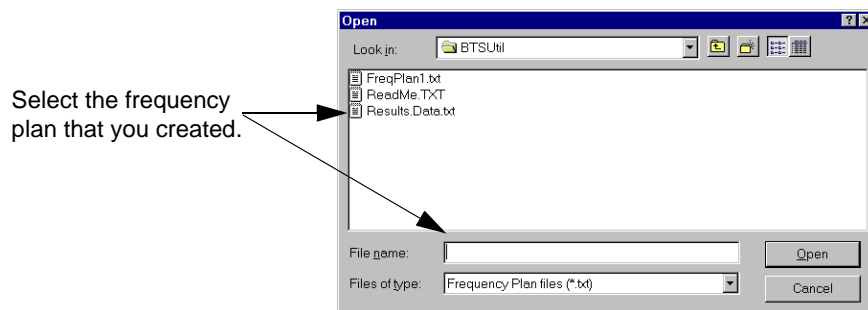 Open
Look in: BTSUtil
FreqPlan1.txt
ReadMe.TXT
Results.Data.txt
Select the frequency
plan that you created.
File name:
Open
Files of type: Frequency Plan files (*.txt)
Cancel